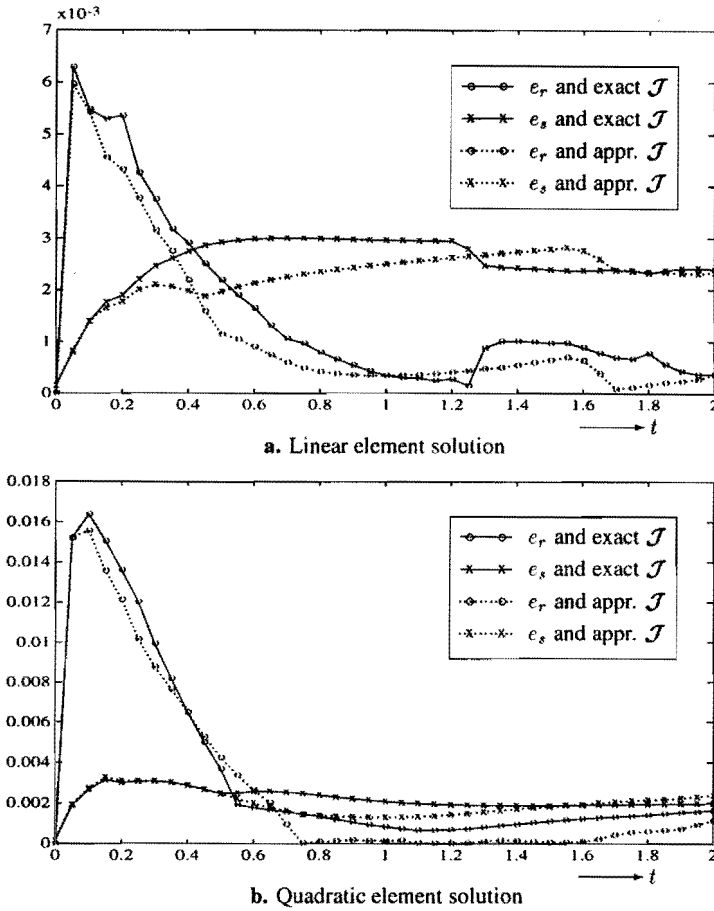 ×10⁻³
7
6
5
4
3
2
1
0
e_r and exact 𝒥
e_s and exact 𝒥
e_r and appr. 𝒥
e_s and appr. 𝒥
0 0.2 0.4 0.6 0.8 1 1.2 1.4 1.6 1.8 2
t
a. Linear element solution
0.018
0.016
0.014
0.012
0.01
0.008
0.006
0.004
0.002
0
e_r and exact 𝒥
e_s and exact 𝒥
e_r and appr. 𝒥
e_s and appr. 𝒥
0 0.2 0.4 0.6 0.8 1 1.2 1.4 1.6 1.8 2
t
b. Quadratic element solution